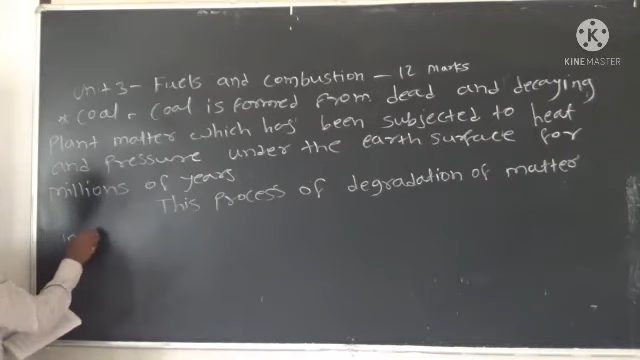 KINEMASTER
Unit 3 - Fuels and combustion - 12 marks
* Coal - Coal is formed from dead and decaying
Plant matter which has been subjected to heat
and Pressure under the earth surface for
millions of years
This Process of degradation of matter
in